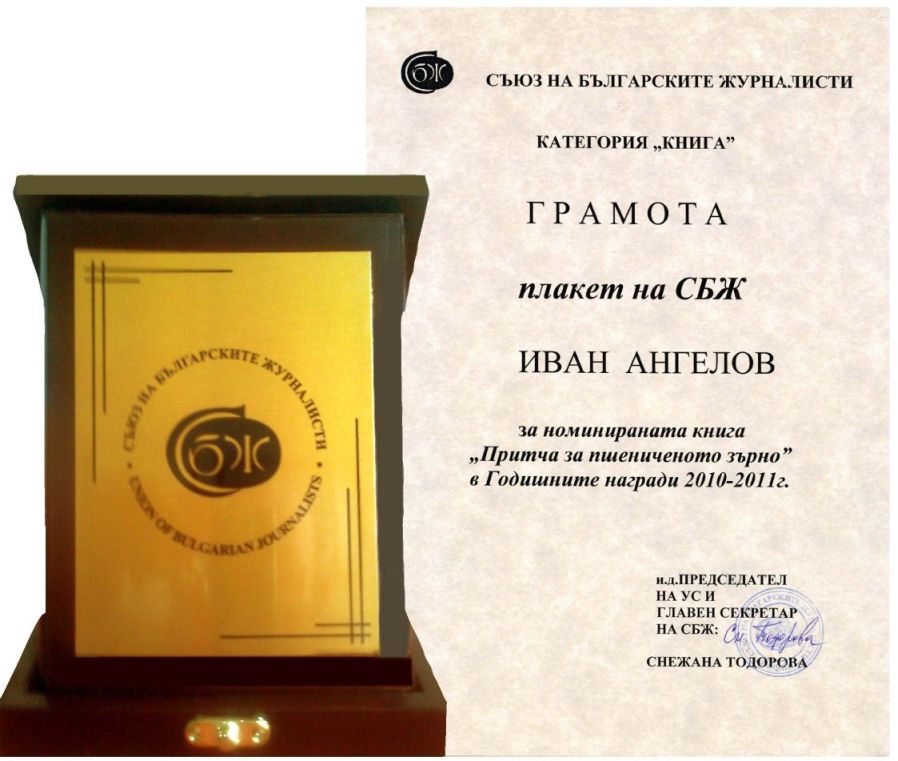 СЪЮЗ НА БЪЛГАРСКИТЕ ЖУРНАЛИСТИ
UNION OF BULGARIAN JOURNALISTS
СБЖ
СБЖ
СЪЮЗ НА БЪЛГАРСКИТЕ ЖУРНАЛИСТИ
КАТЕГОРИЯ „КНИГА”
ГРАМОТА
плакет на СБЖ
ИВАН АНГЕЛОВ
за номинираната книга
„Притча за пшениченото зърно”
в Годишните награди 2010-2011г.
и.д.ПРЕДСЕДАТЕЛ
НА УС И
ГЛАВЕН СЕКРЕТАР
НА СБЖ:
Сн. Тодорова
СНЕЖАНА ТОДОРОВА